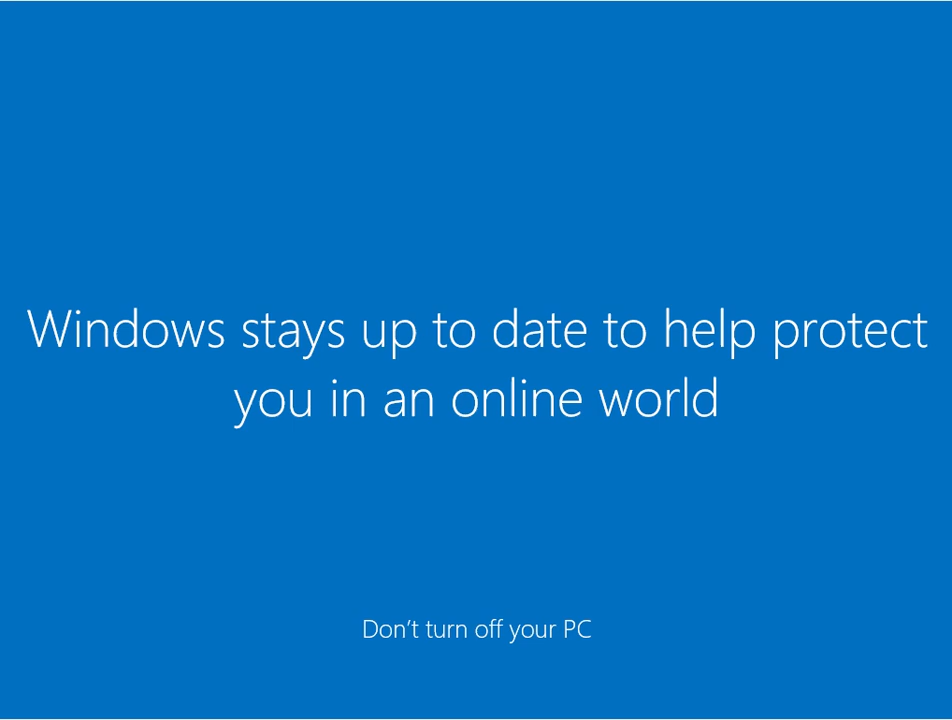 Windows stays up to date to help protect
you in an online world
Don’t turn off your PC